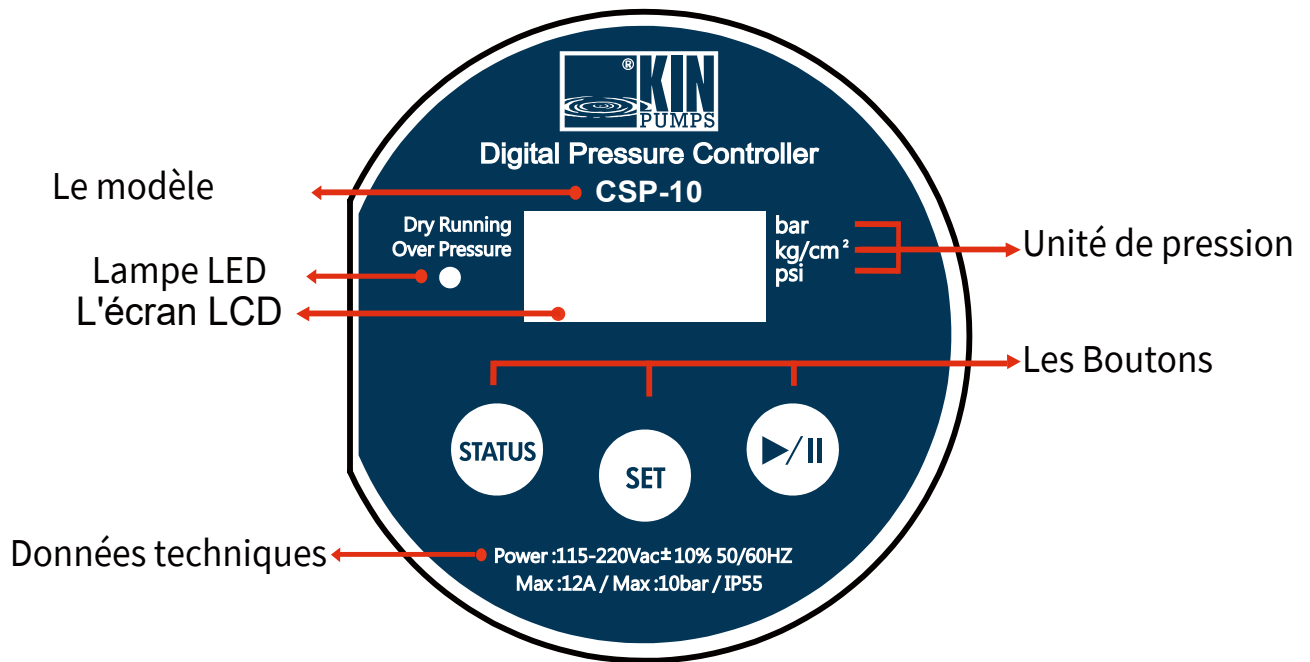 ®
KIN
PUMPS
Digital Pressure Controller
Le modèle
CSP-10
Dry Running
Over Pressure
bar
kg/cm²
psi
Unité de pression
Lampe LED
L'écran LCD
Les Boutons
STATUS
SET
▶/II
Données techniques
Power :115-220Vac±10% 50/60HZ
Max :12A / Max :10bar / IP55